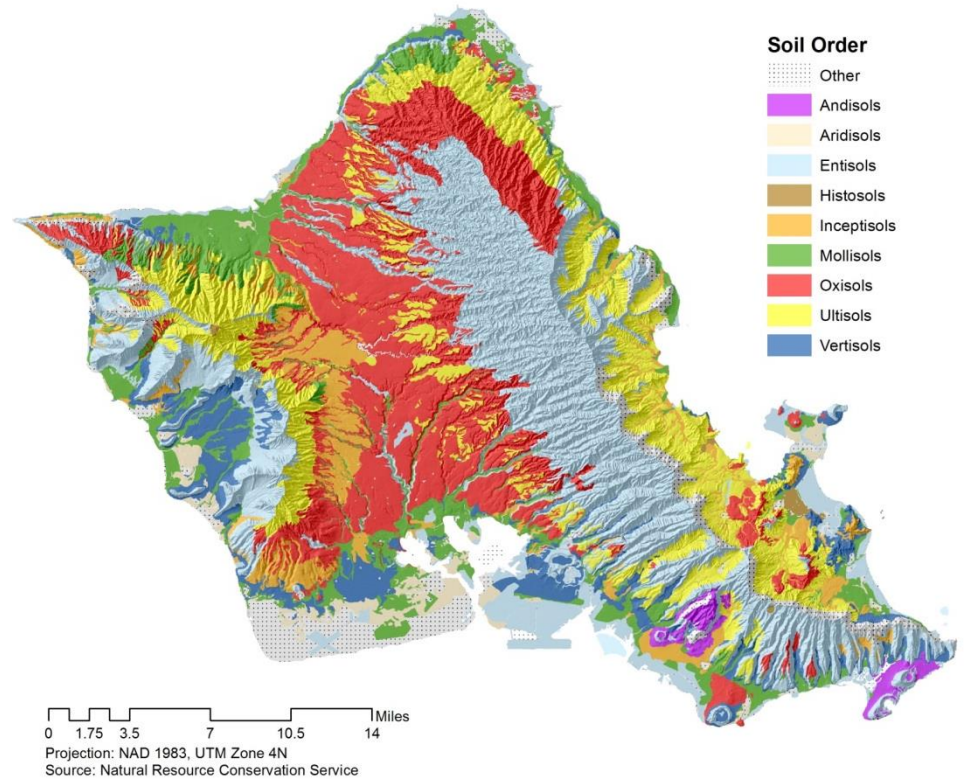 Soil Order
Other
Andisols
Aridisols
Entisols
Histosols
Inceptisols
Mollisols
Oxisols
Ultisols
Vertisols
Miles
0 1.75 3.5 7 10.5 14
Projection: NAD 1983, UTM Zone 4N
Source: Natural Resource Conservation Service